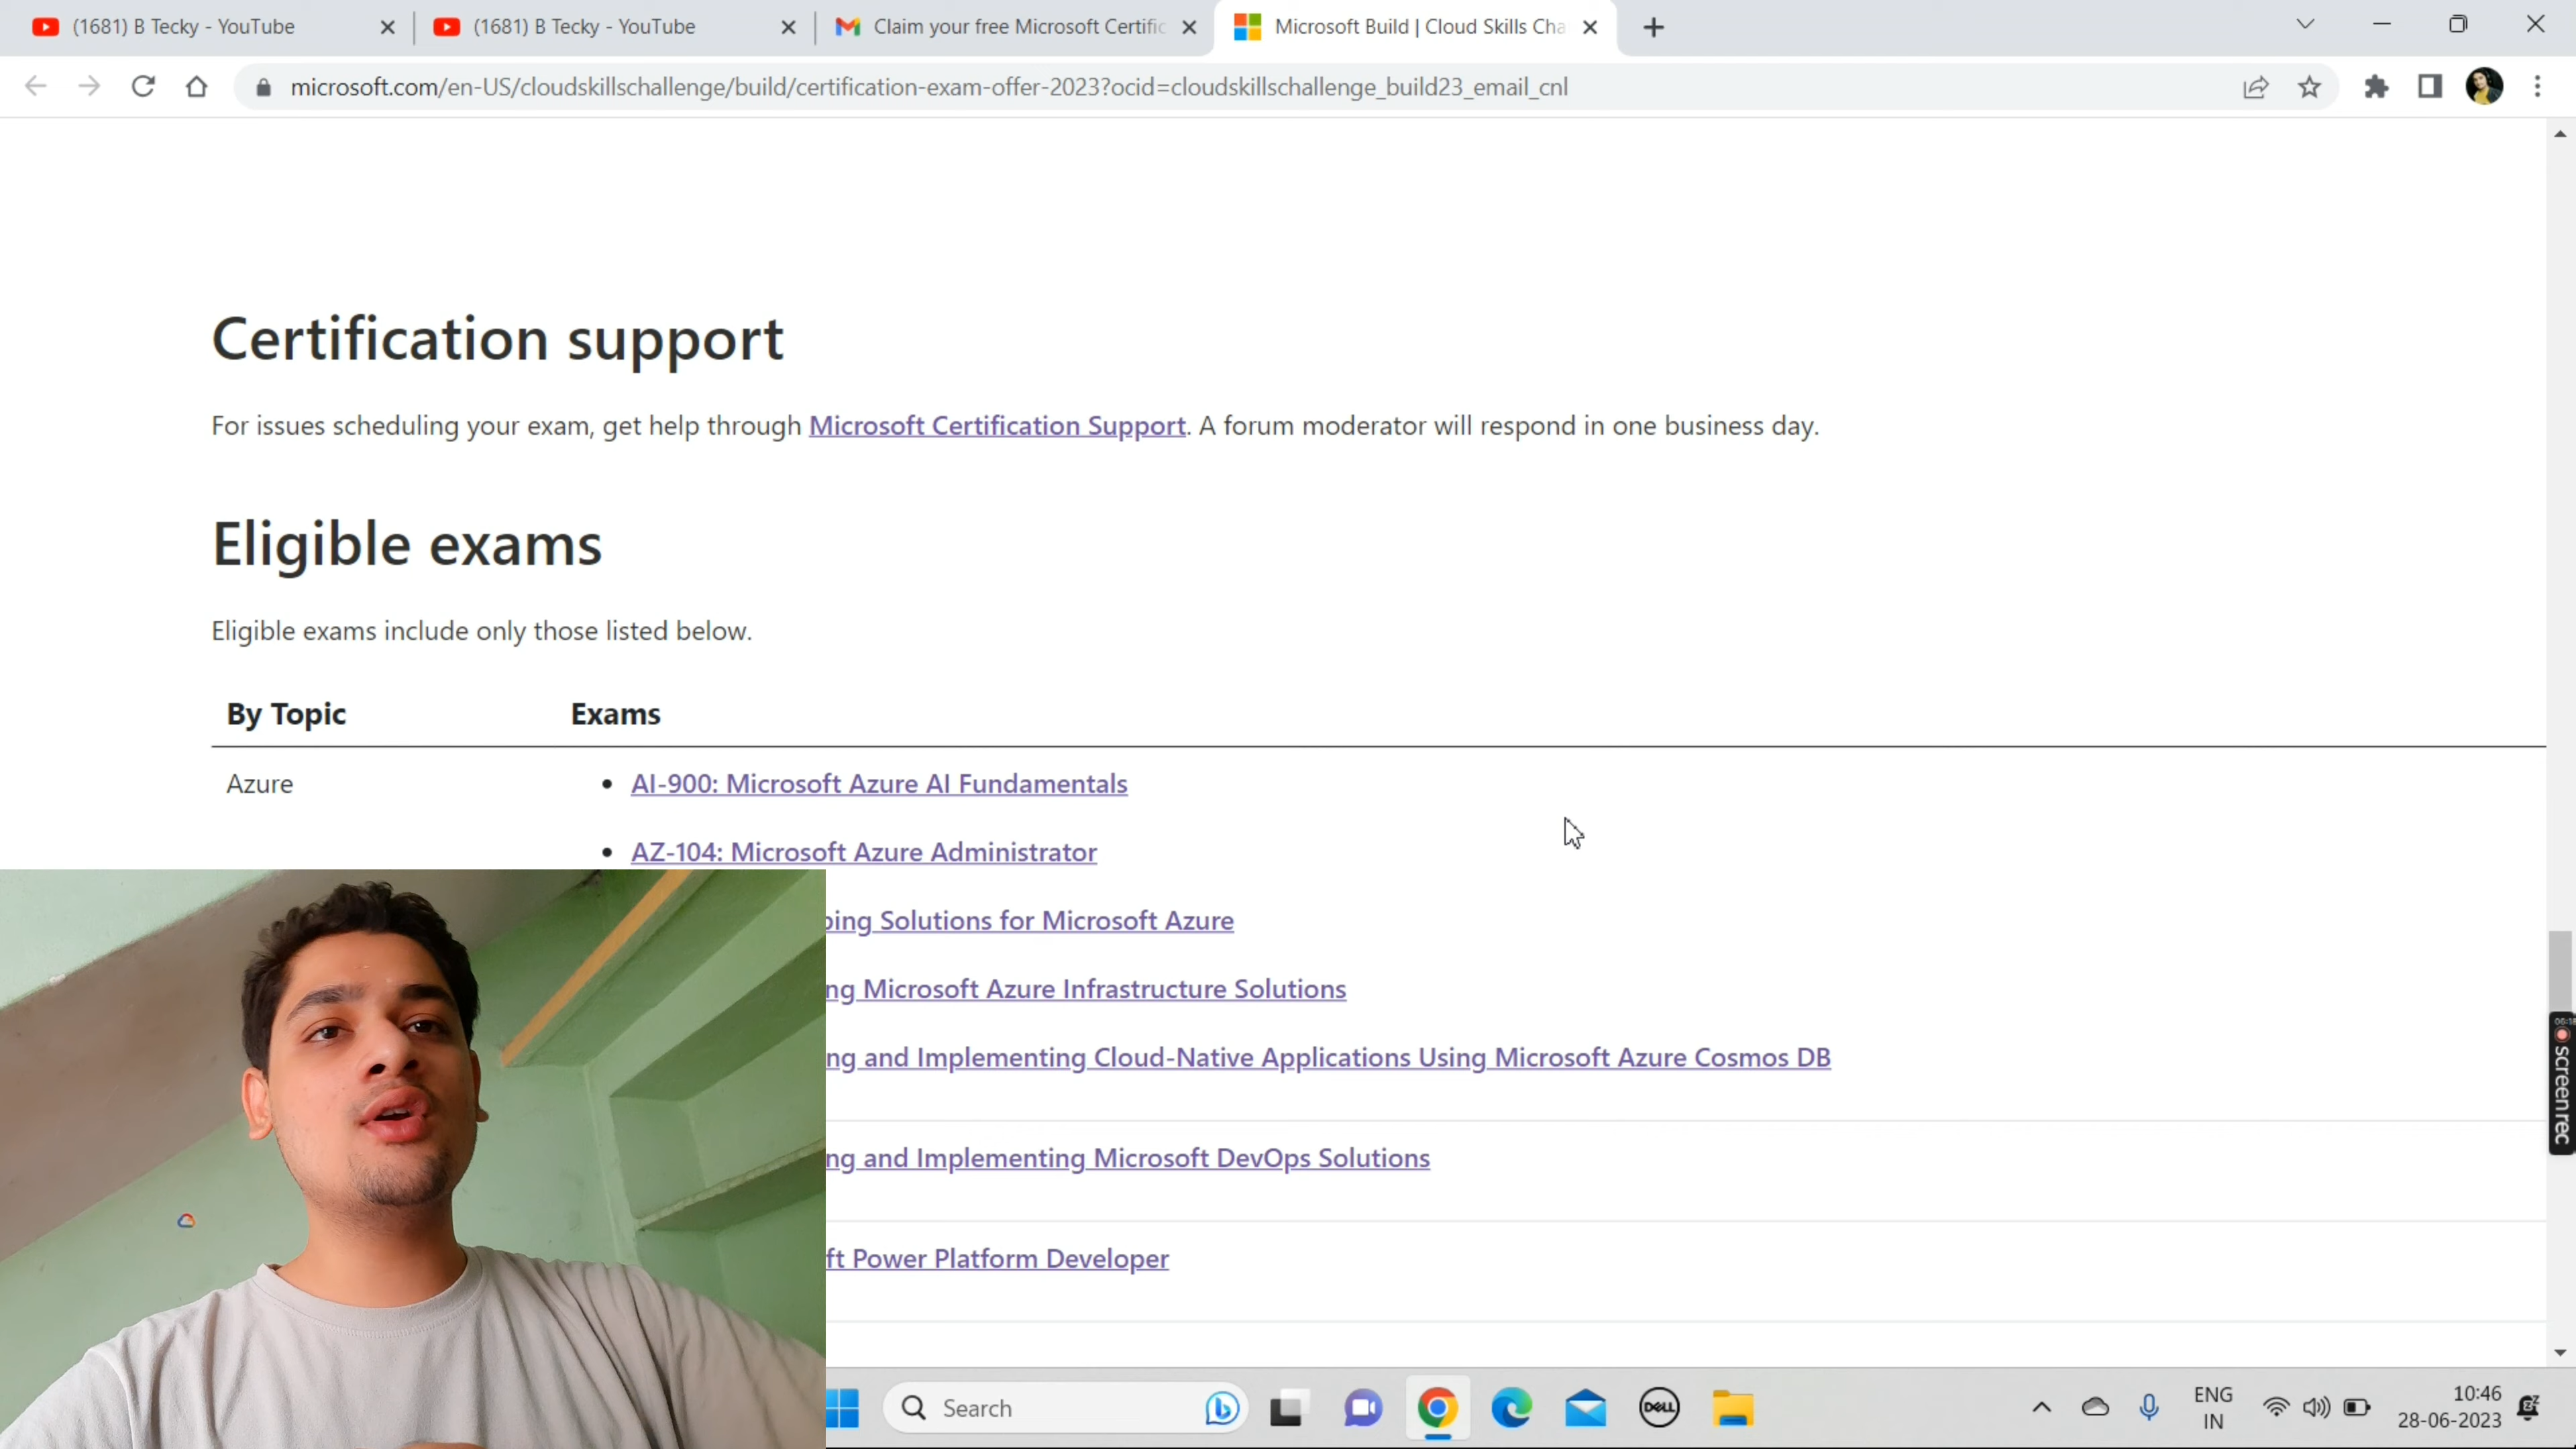 (1681) B Tecky - YouTube
(1681) B Tecky - YouTube
Claim your free Microsoft Certific
Microsoft Build | Cloud Skills Cha
microsoft.com/en-US/cloudskillschallenge/build/certification-exam-offer-2023?ocid=cloudskillschallenge_build23_email_cnl
Certification support
For issues scheduling your exam, get help through Microsoft Certification Support. A forum moderator will respond in one business day.
Eligible exams
Eligible exams include only those listed below.
By Topic Exams
Azure
• AI-900: Microsoft Azure AI Fundamentals
• AZ-104: Microsoft Azure Administrator
ping Solutions for Microsoft Azure
ng Microsoft Azure Infrastructure Solutions
ng and Implementing Cloud-Native Applications Using Microsoft Azure Cosmos DB
ng and Implementing Microsoft DevOps Solutions
ft Power Platform Developer
06:18
screenrec
Search
DELL
ENG
IN
10:46
28-06-2023